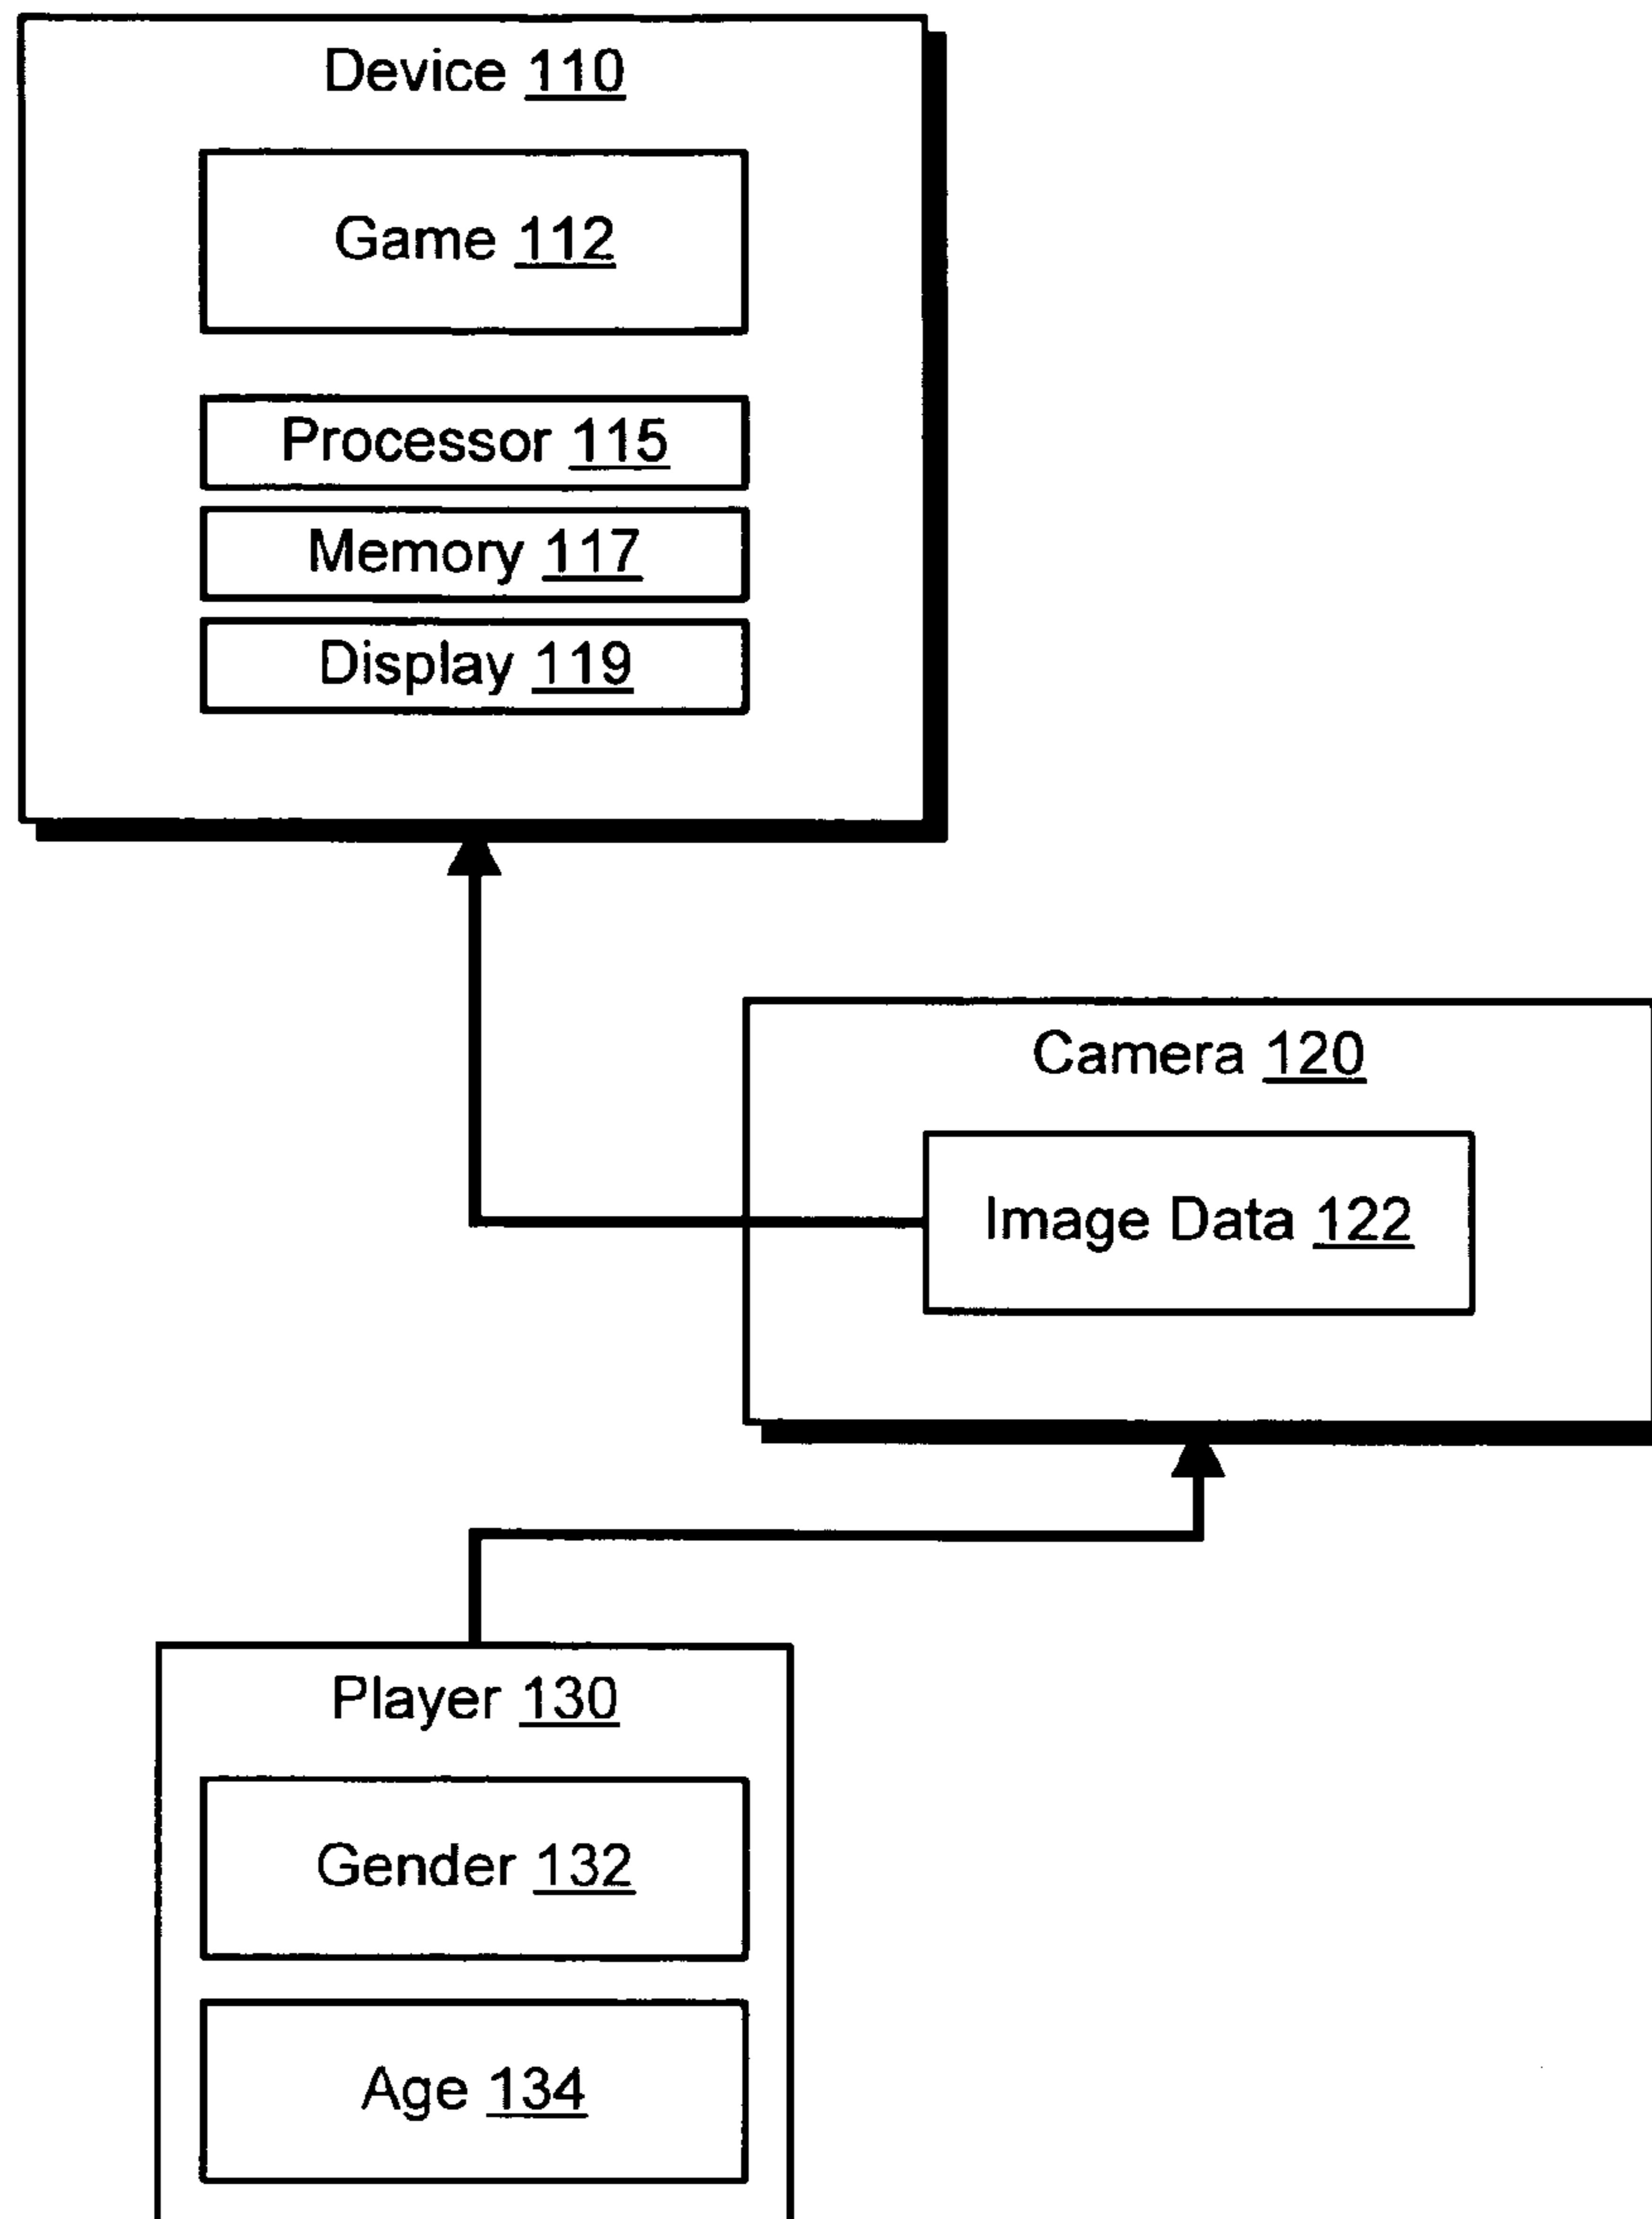 Device 110
Game 112
Processor 115
Memory 117
Display 119
Camera 120
Image Data 122
Player 130
Gender 132
Age 134